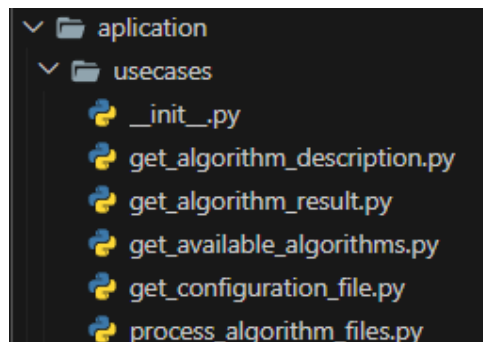 aplication
usecases
__init__.py
get_algorithm_description.py
get_algorithm_result.py
get_available_algorithms.py
get_configuration_file.py
process_algorithm_files.py